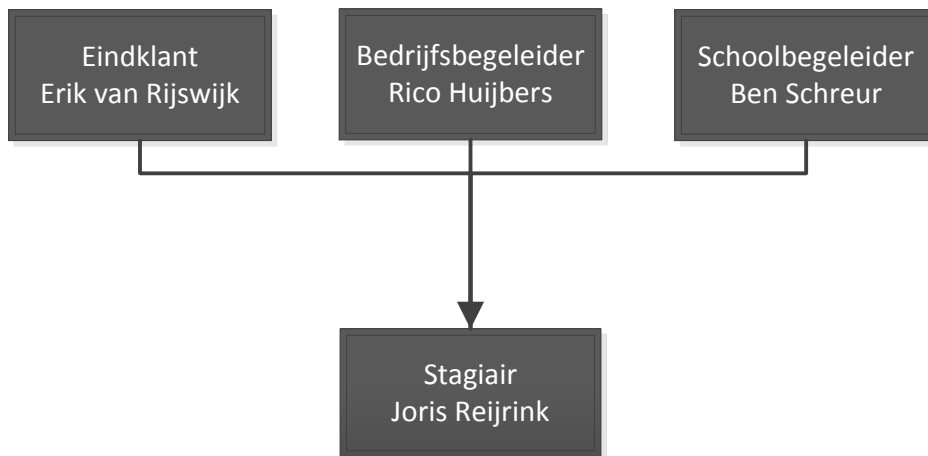 Eindklant
Erik van Rijswijk
Bedrijfsbegeleider
Rico Huijbers
Schoolbegeleider
Ben Schreur
Stagiair
Joris Reijrink